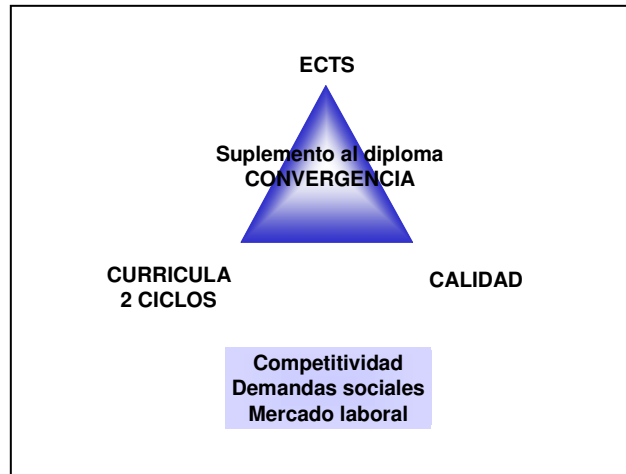 ECTS
Suplemento al diploma
CONVERGENCIA
CURRICULA
2 CICLOS
CALIDAD
Competitividad
Demandas sociales
Mercado laboral